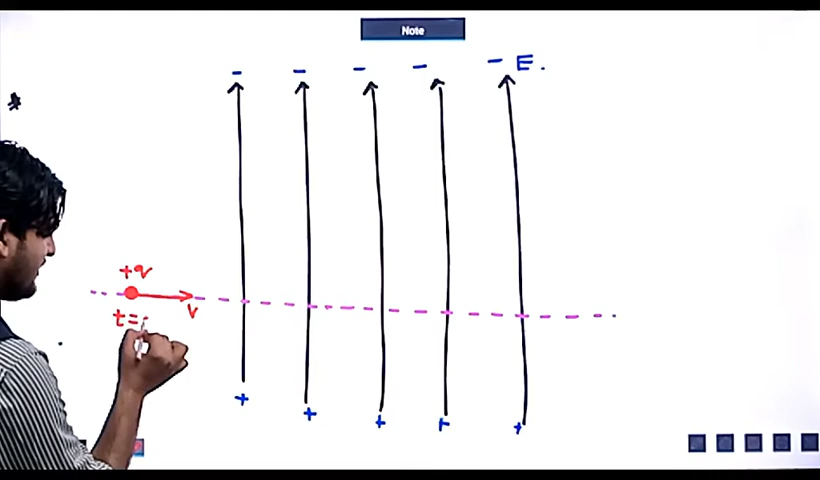 Note
- - - - - E.
+q
v
t=
+ + + + +